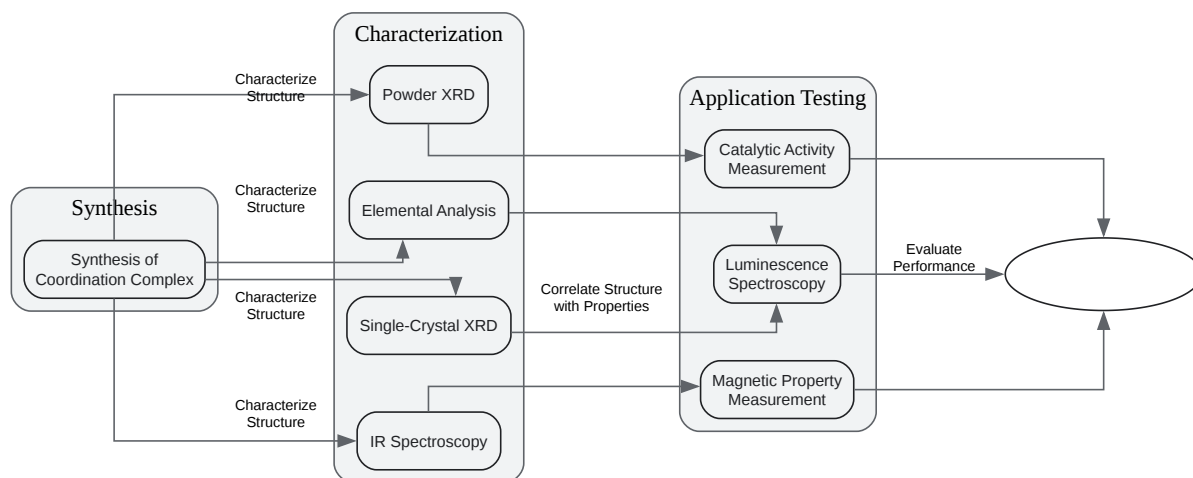 Characterization
Characterize
Structure
Powder XRD
Application Testing
Catalytic Activity
Measurement
Characterize
Structure
Synthesis
Elemental Analysis
Synthesis of
Coordination Complex
Luminescence
Spectroscopy
Evaluate
Performance
Characterize
Structure
Single-Crystal XRD
Correlate Structure
with Properties
Magnetic Property
Measurement
Characterize
Structure
IR Spectroscopy